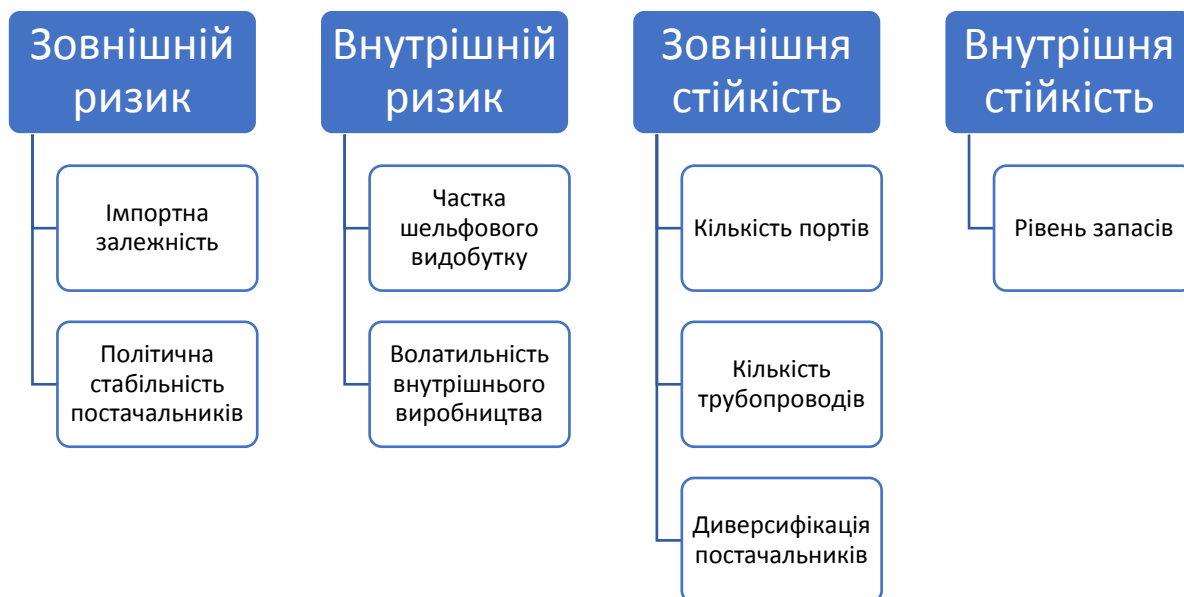 Зовнішній
ризик
Імпортна
залежність
Політична
стабільність
постачальників
Внутрішній
ризик
Частка
шельфового
видобутку
Волатильність
внутрішнього
виробництва
Зовнішня
стійкість
Кількість портів
Кількість
трубопроводів
Диверсифікація
постачальників
Внутрішня
стійкість
Рівень запасів